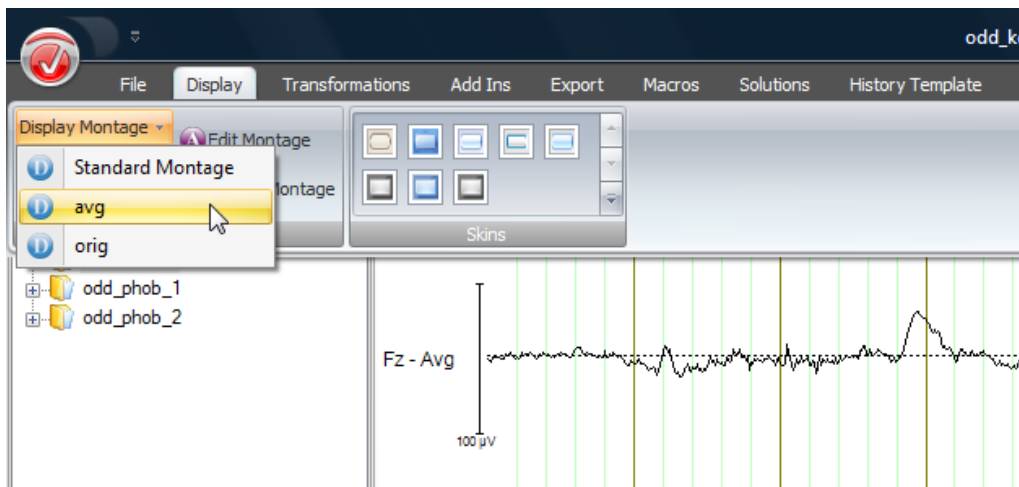 odd_k
File Display Transformations Add Ins Export Macros Solutions History Template
Display Montage
Edit Montage
Standard Montage
Montage
avg
orig
Skins
odd_phob_1
odd_phob_2
Fz - Avg
100 µV